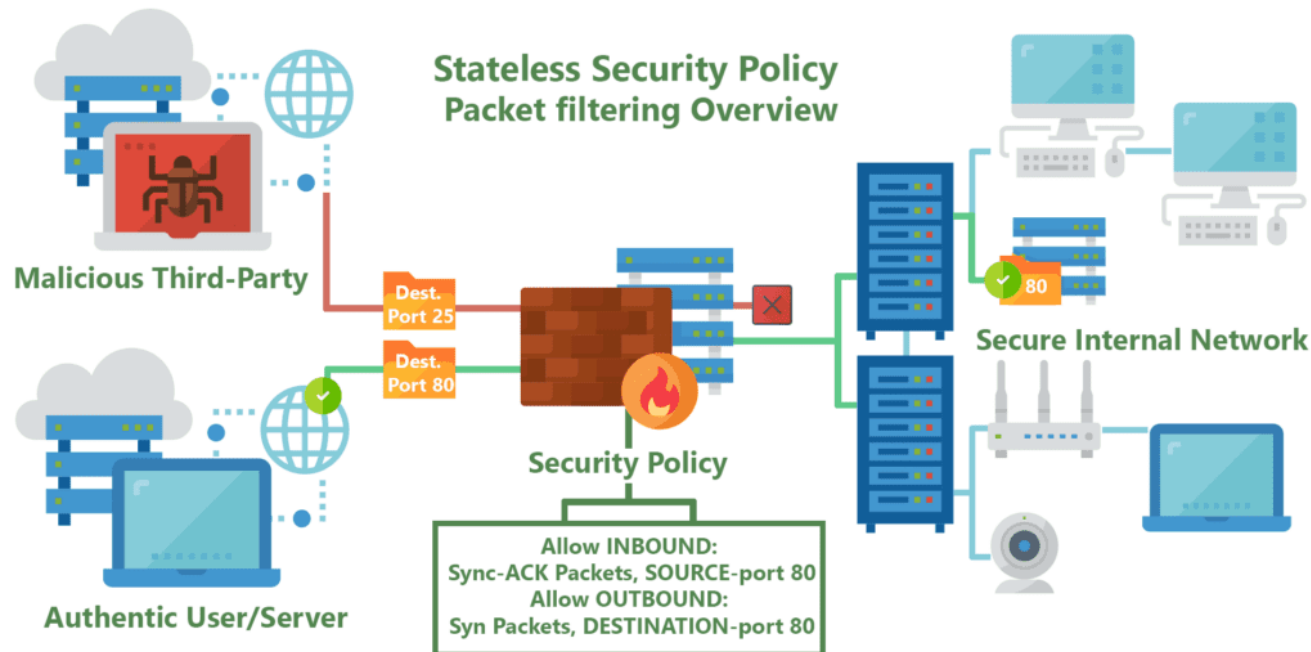 Stateless Security Policy
Packet filtering Overview
Malicious Third-Party
Dest.
Port 25
Dest.
Port 80
80
Secure Internal Network
Security Policy
Authentic User/Server
Allow INBOUND:
Sync-ACK Packets, SOURCE-port 80
Allow OUTBOUND:
Syn Packets, DESTINATION-port 80